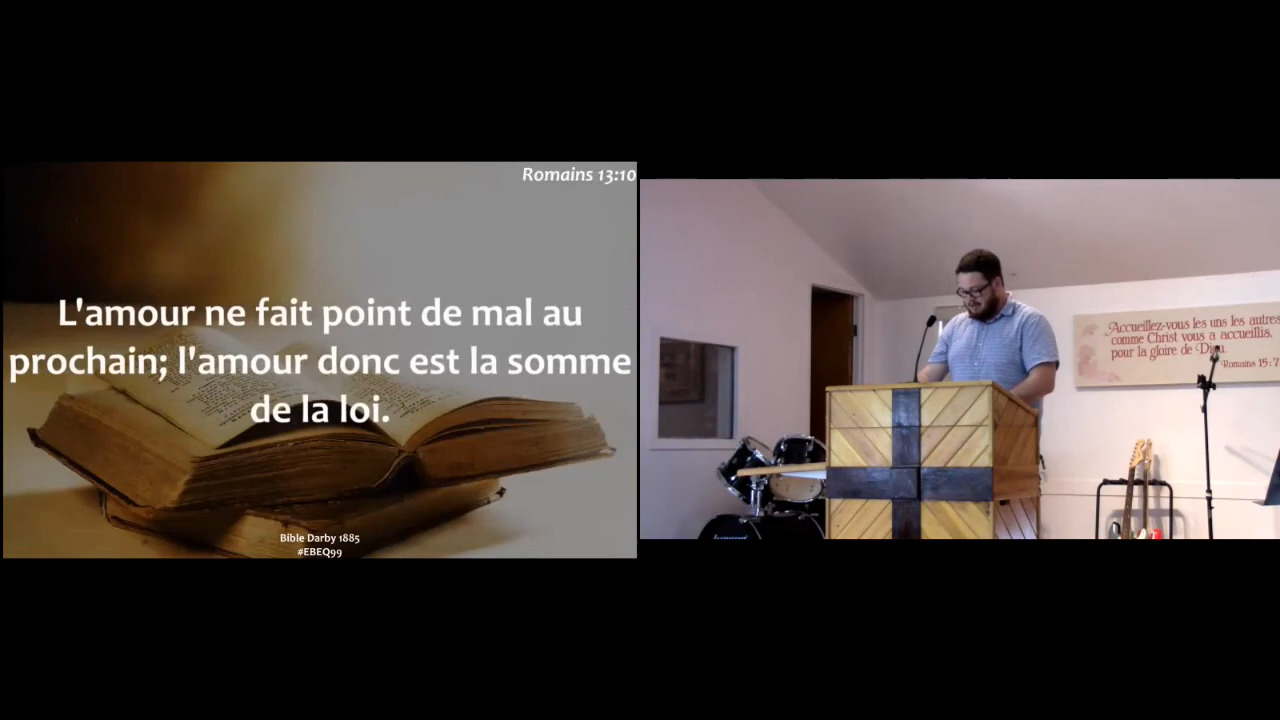 Romains 13:10
L'amour ne fait point de mal au
prochain; l'amour donc est la somme
de la loi.
Bible Darby 1885
#EBEQ99
Accueillez-vous les uns les autres
comme Christ vous a accueillis,
pour la gloire de Dieu.
Romains 15:7